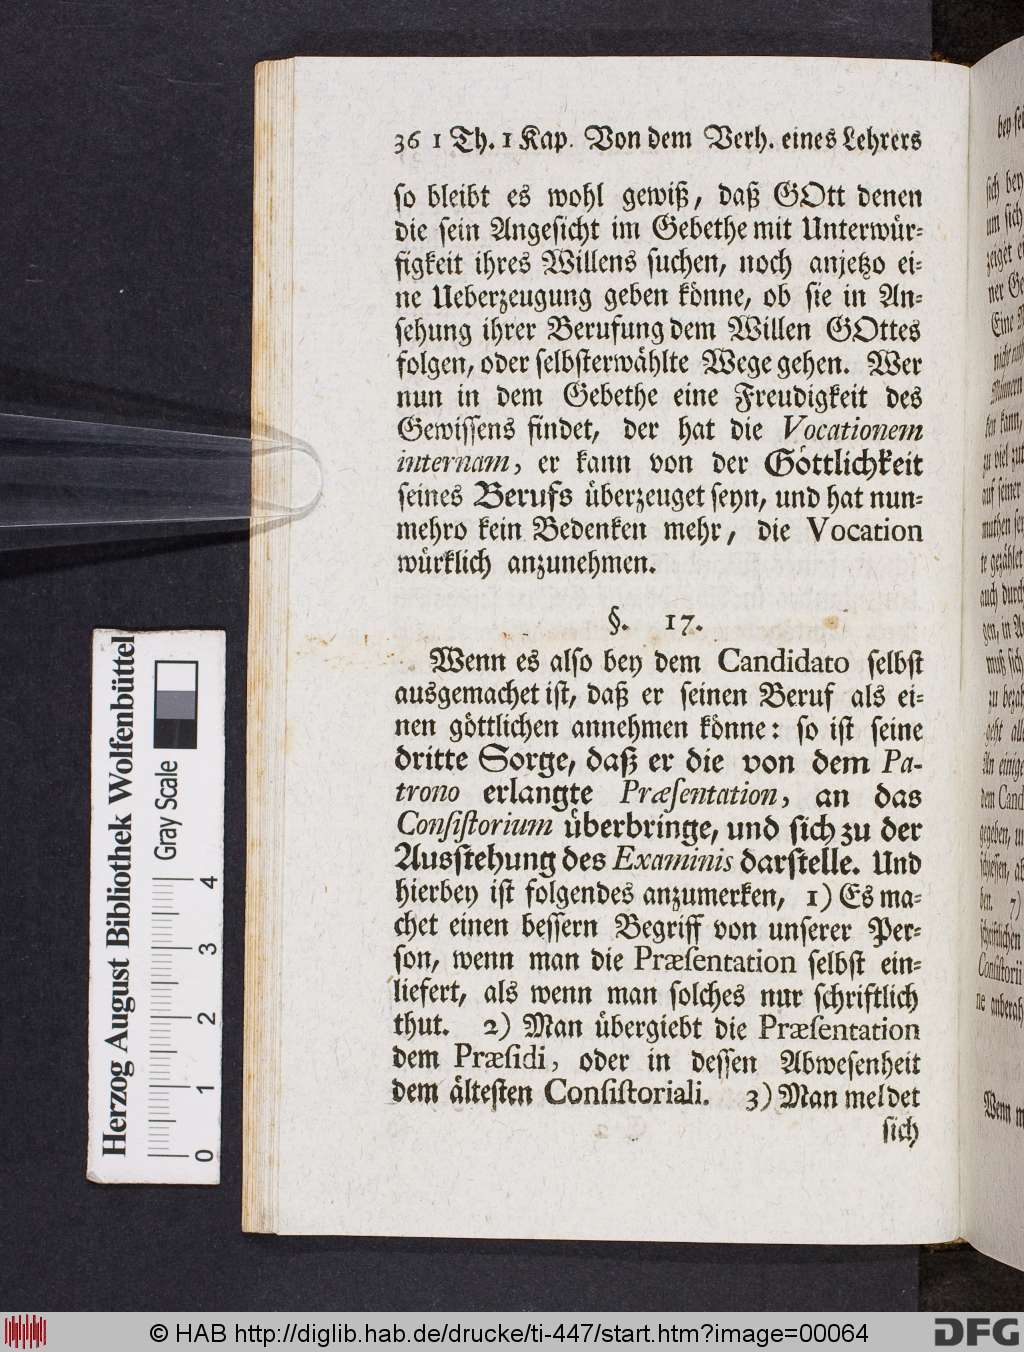 36 1 Th. 1 Kap. Von dem Verh. eines Lehrers
so bleibt es wohl gewiß, daß GOtt denen
die sein Angesicht im Gebethe mit Unterwür-
figkeit ihres Willens suchen, noch anjetzo ei-
ne Ueberzeugung geben könne, ob sie in An-
sehung ihrer Berufung dem Willen GOttes
folgen, oder selbsterwählte Wege gehen. Wer
nun in dem Gebethe eine Freudigkeit des
Gewissens findet, der hat die Vocationem
internam, er kann von der Göttlichkeit
seines Berufs überzeuget seyn, und hat nun-
mehro kein Bedenken mehr, die Vocation
würklich anzunehmen.
§. 17.
Wenn es also bey dem Candidato selbst
ausgemachet ist, daß er seinen Beruf als ei-
nen göttlichen annehmen könne: so ist seine
dritte Sorge, daß er die von dem Pa-
trono erlangte Præsentation, an das
Consistorium überbringe, und sich zu der
Ausstehung des Examinis darstelle. Und
hierbey ist folgendes anzumerken, 1) Es ma-
chet einen bessern Begriff von unserer Per-
son, wenn man die Præsentation selbst ein-
liefert, als wenn man solches nur schriftlich
thut. 2) Man übergiebt die Præsentation
dem Præsidi, oder in dessen Abwesenheit
dem ältesten Consistoriali. 3) Man meldet
sich
Herzog August Bibliothek Wolfenbüttel
Gray Scale
0 1 2 3 4
© HAB http://diglib.hab.de/drucke/ti-447/start.htm?image=00064
DFG